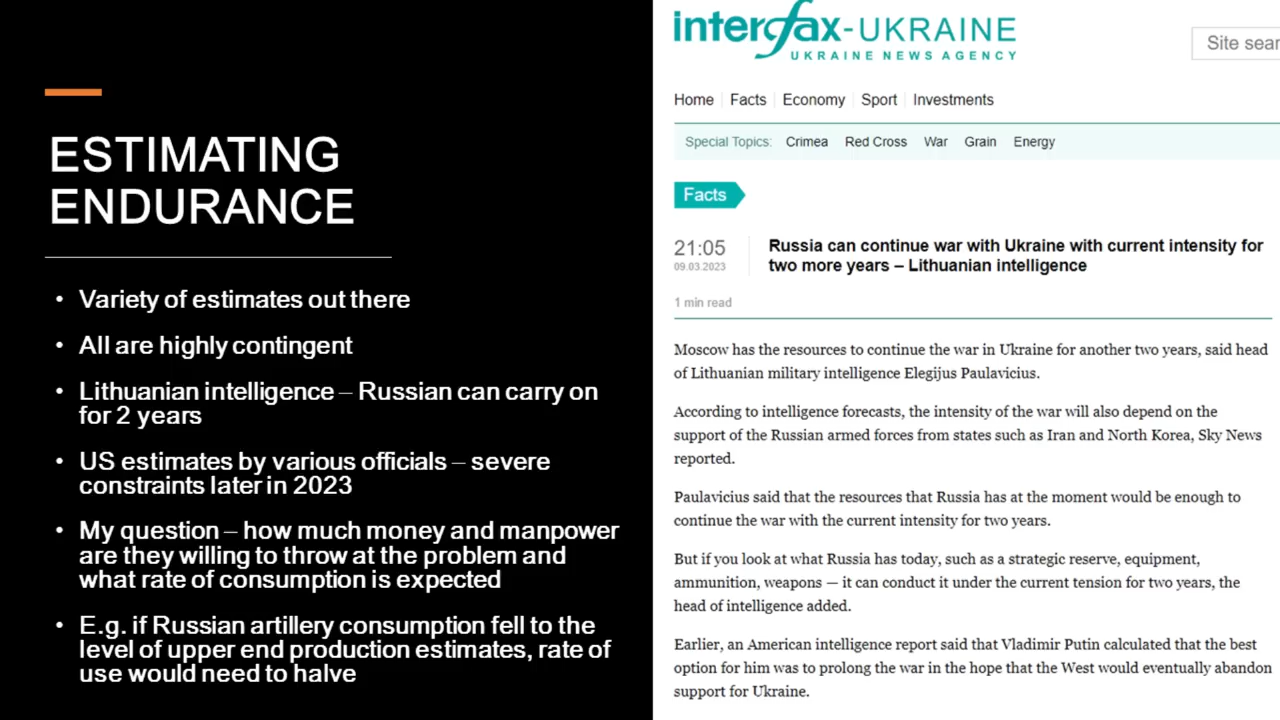 ESTIMATING
ENDURANCE
• Variety of estimates out there
• All are highly contingent
• Lithuanian intelligence – Russian can carry on
for 2 years
• US estimates by various officials – severe
constraints later in 2023
• My question – how much money and manpower
are they willing to throw at the problem and
what rate of consumption is expected
• E.g. if Russian artillery consumption fell to the
level of upper end production estimates, rate of
use would need to halve
interfax-UKRAINE
UKRAINE NEWS AGENCY
Site sear
Home Facts Economy Sport Investments
Special Topics: Crimea Red Cross War Grain Energy
Facts
21:05
09.03.2023
Russia can continue war with Ukraine with current intensity for
two more years – Lithuanian intelligence
1 min read
Moscow has the resources to continue the war in Ukraine for another two years, said head
of Lithuanian military intelligence Elegijus Paulavicius.
According to intelligence forecasts, the intensity of the war will also depend on the
support of the Russian armed forces from states such as Iran and North Korea, Sky News
reported.
Paulavicius said that the resources that Russia has at the moment would be enough to
continue the war with the current intensity for two years.
But if you look at what Russia has today, such as a strategic reserve, equipment,
ammunition, weapons — it can conduct it under the current tension for two years, the
head of intelligence added.
Earlier, an American intelligence report said that Vladimir Putin calculated that the best
option for him was to prolong the war in the hope that the West would eventually abandon
support for Ukraine.